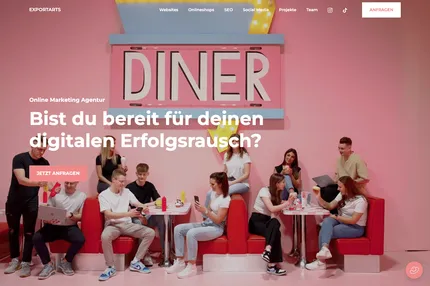 EXPORTARTS
Websites
Onlineshops
SEO
Social Media
Projekte
Team
ANFRAGEN
DINER
Online Marketing Agentur
Bist du bereit für deinen
digitalen Erfolgsrausch?
JETZT ANFRAGEN